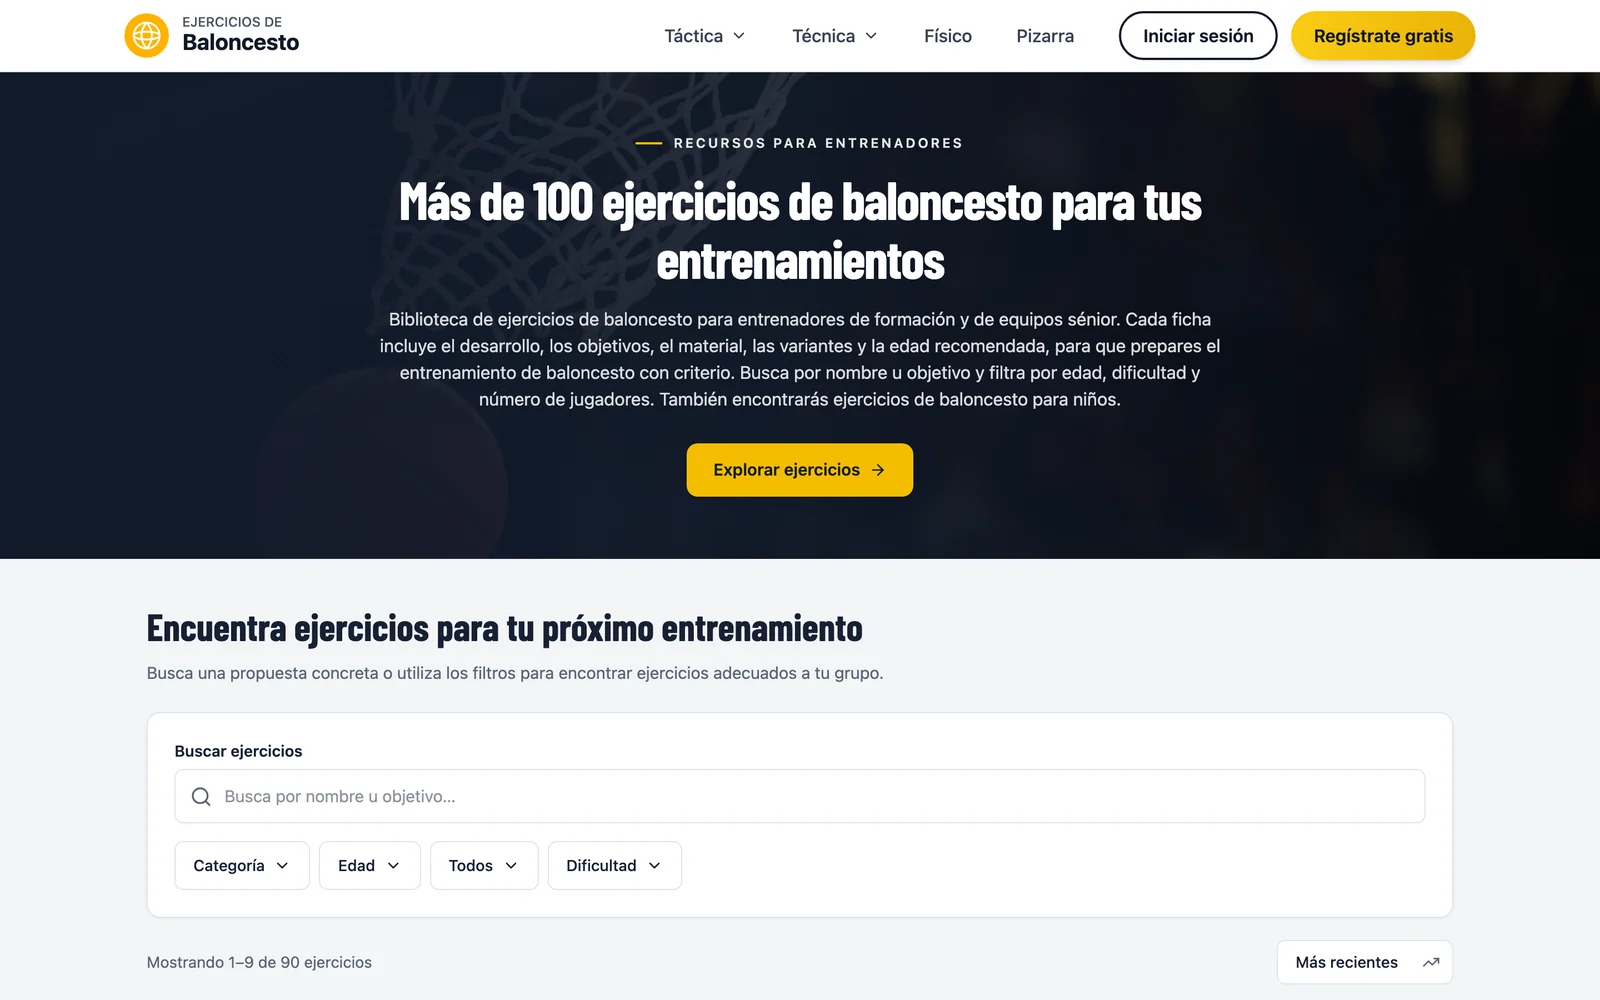 EJERCICIOS DE
Baloncesto
Táctica
Técnica
Físico
Pizarra
Iniciar sesión
Regístrate gratis
RECURSOS PARA ENTRENADORES
Más de 100 ejercicios de baloncesto para tus
entrenamientos
Biblioteca de ejercicios de baloncesto para entrenadores de formación y de equipos sénior. Cada ficha
incluye el desarrollo, los objetivos, el material, las variantes y la edad recomendada, para que prepares el
entrenamiento de baloncesto con criterio. Busca por nombre u objetivo y filtra por edad, dificultad y
número de jugadores. También encontrarás ejercicios de baloncesto para niños.
Explorar ejercicios →
Encuentra ejercicios para tu próximo entrenamiento
Busca una propuesta concreta o utiliza los filtros para encontrar ejercicios adecuados a tu grupo.
Buscar ejercicios
Busca por nombre u objetivo...
Categoría
Edad
Todos
Dificultad
Mostrando 1–9 de 90 ejercicios
Más recientes